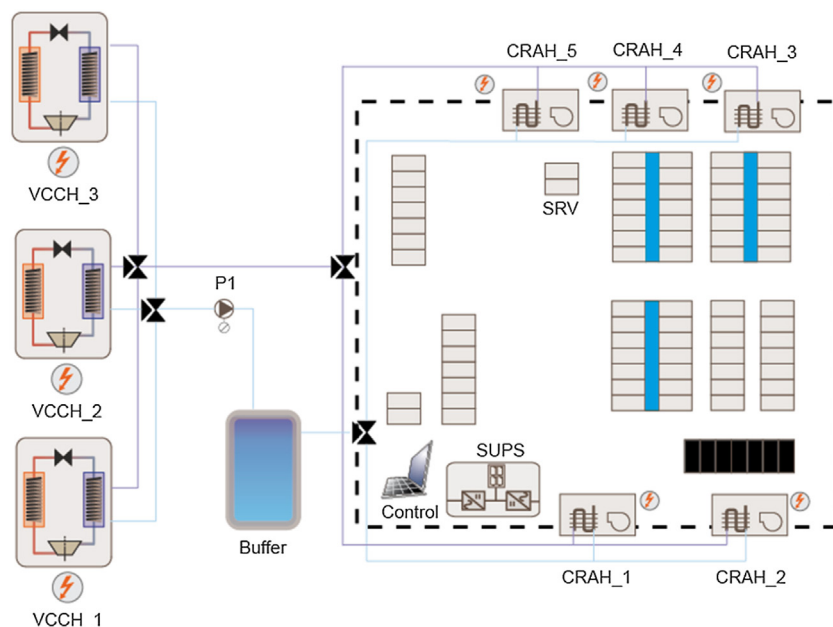 CRAH_5
CRAH_4
CRAH_3
VCCH_3
SRV
P1
VCCH_2
SUPS
Control
Buffer
CRAH_1
CRAH_2
VCCH_1